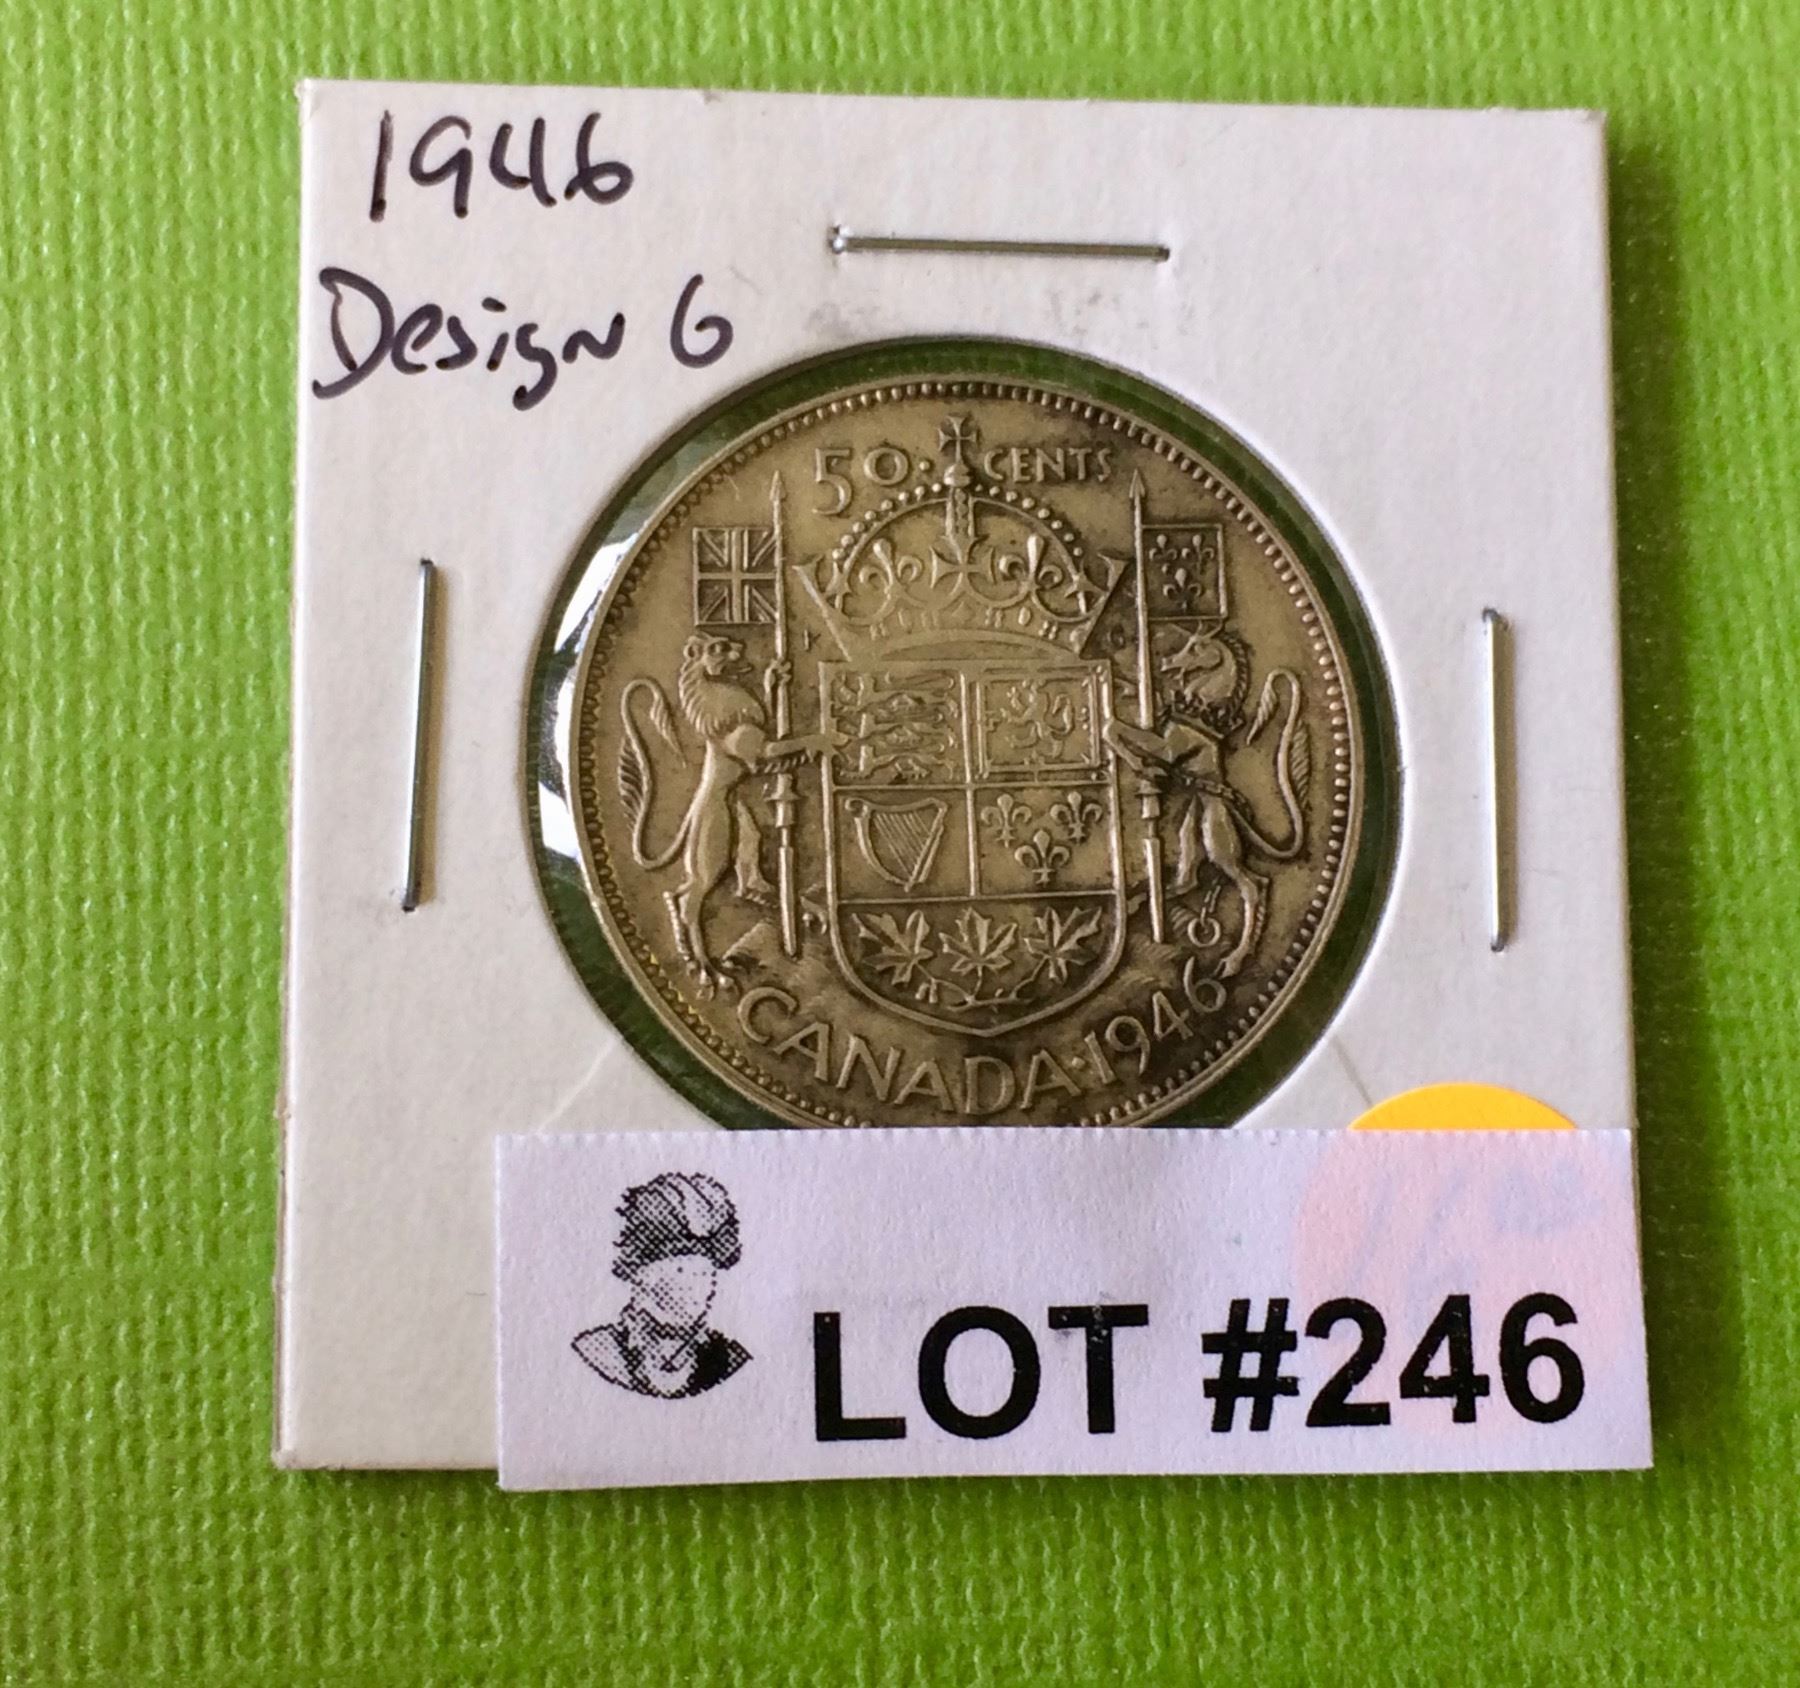 1946
Design 6
50 · CENTS
K G
CANADA · 1946
LOT #246